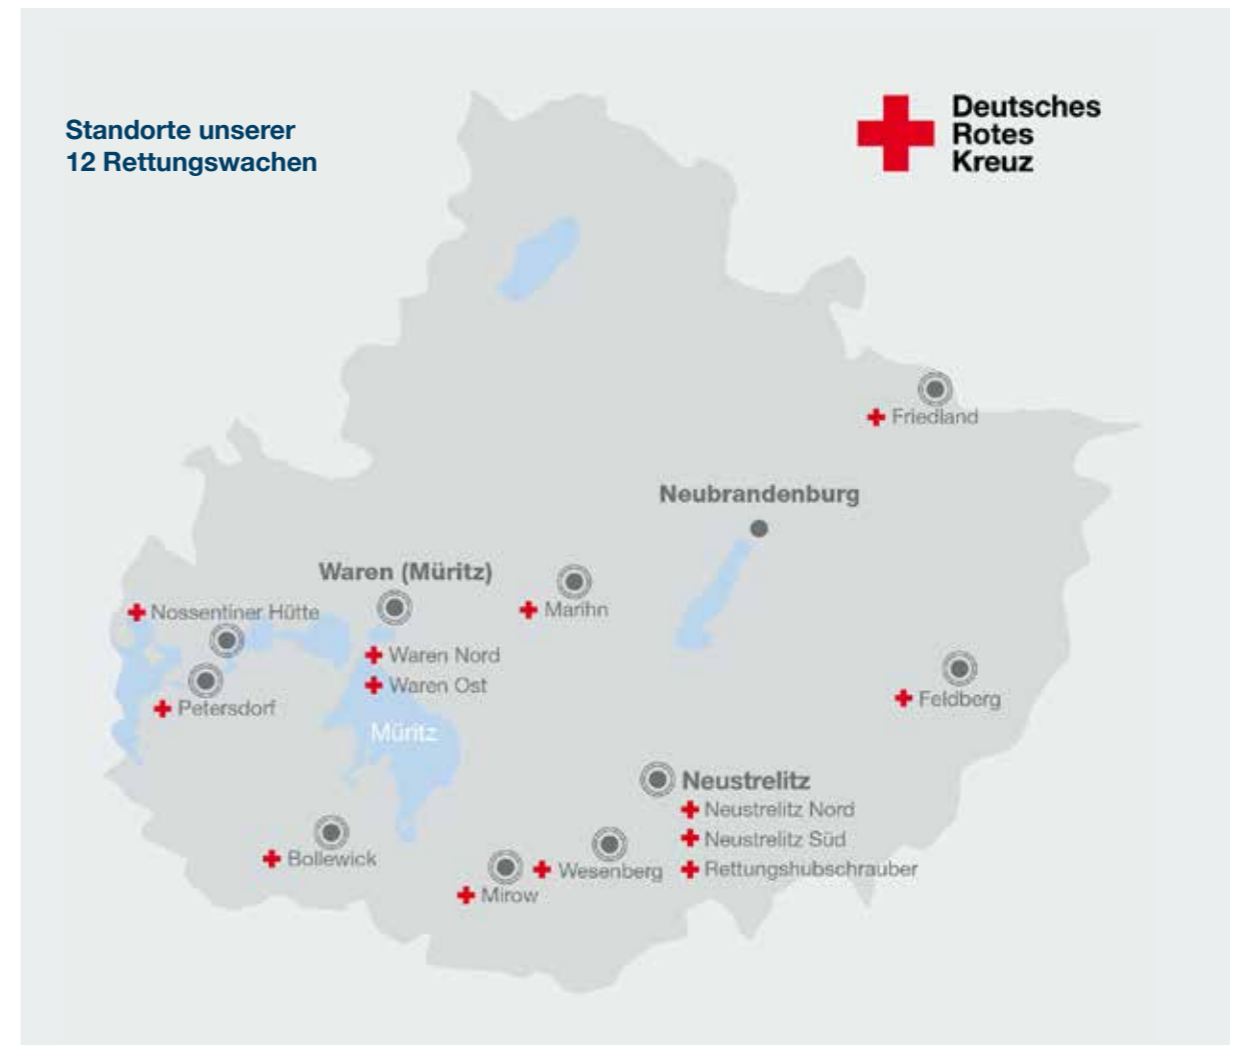 Standorte unserer
12 Rettungswachen
Deutsches
Rotes
Kreuz
Friedland
Neubrandenburg
Waren (Müritz)
Nossentiner Hütte
Marihn
Waren Nord
Waren Ost
Petersdorf
Feldberg
Müritz
Neustrelitz
Neustrelitz Nord
Neustrelitz Süd
Rettungshubschrauber
Bollewick
Wesenberg
Mirow